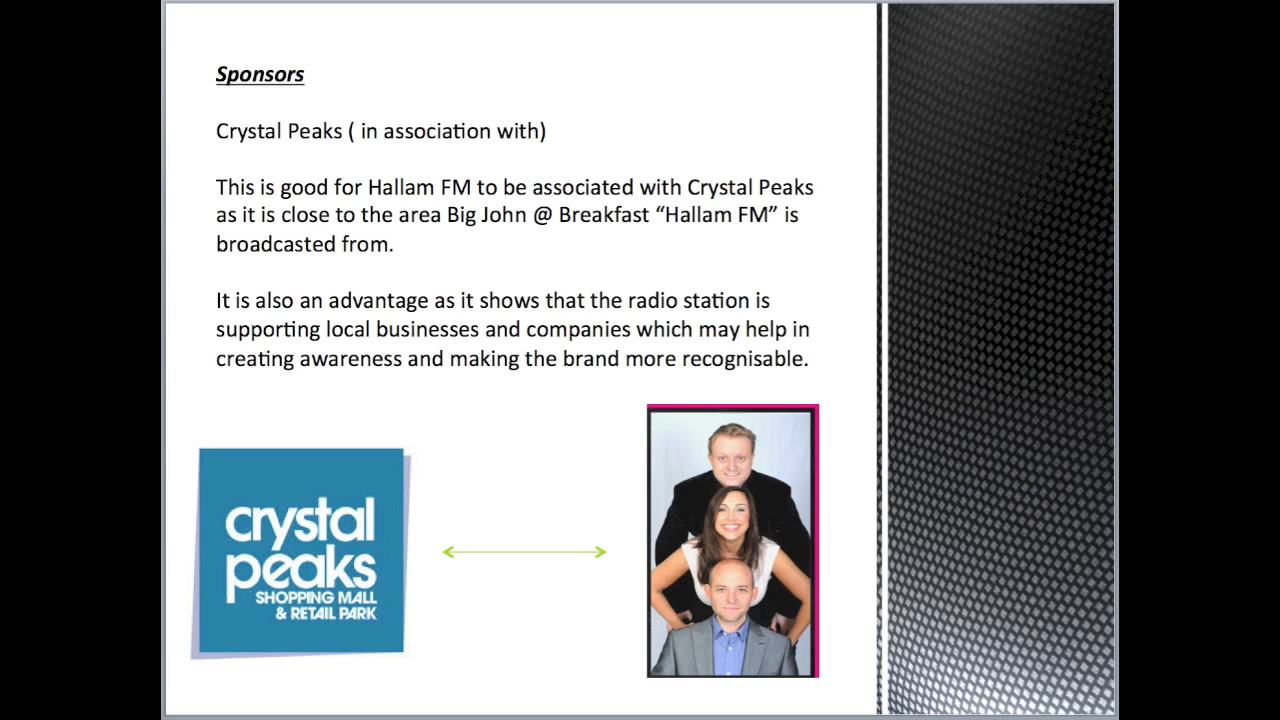 Sponsors
Crystal Peaks ( in association with)
This is good for Hallam FM to be associated with Crystal Peaks
as it is close to the area Big John @ Breakfast “Hallam FM” is
broadcasted from.
It is also an advantage as it shows that the radio station is
supporting local businesses and companies which may help in
creating awareness and making the brand more recognisable.
crystal
peaks
SHOPPING MALL
& RETAIL PARK